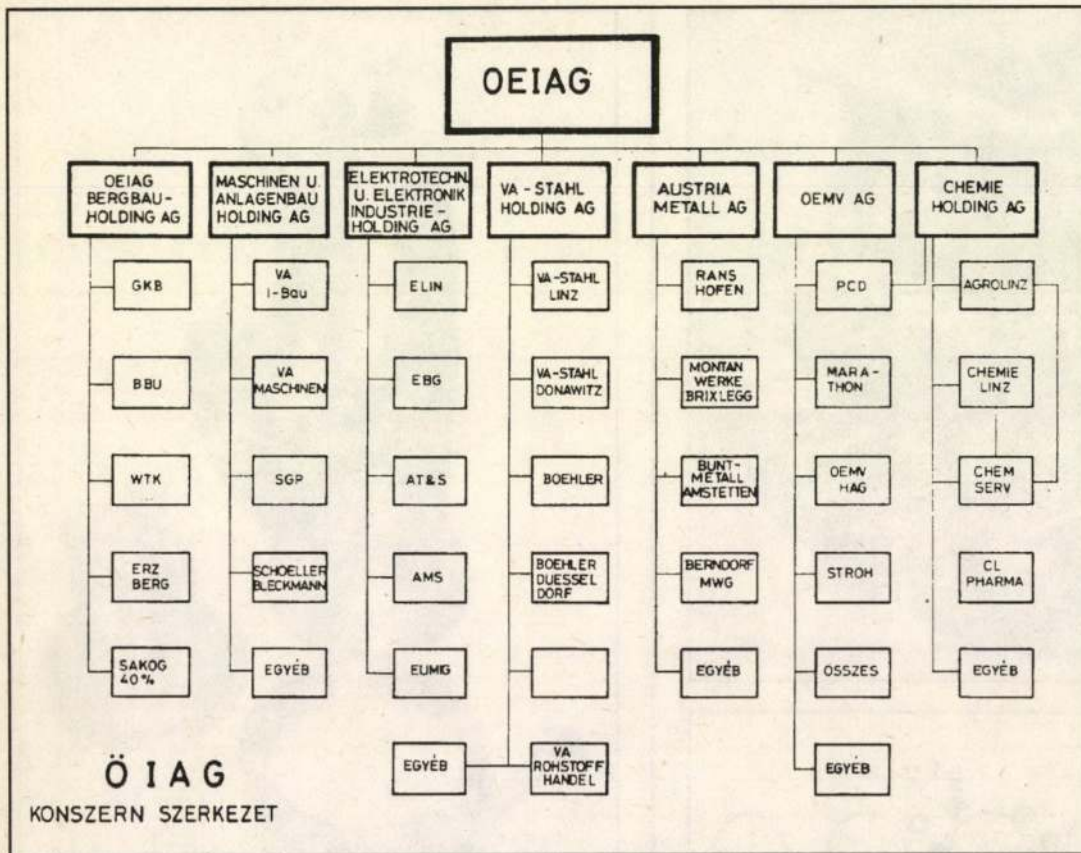 OEIAG
OEIAG
BERGBAU-
HOLDING AG
GKB
BBU
WTK
ERZ
BERG
SAKOG
40%
MASCHINEN U.
ANLAGENBAU
HOLDING AG
VA
I-Bau
VA
MASCHINEN
SGP
SCHOELLER
BLECKMANN
EGYÉB
ELEKTROTECHN.
U. ELEKTRONIK
INDUSTRIE-
HOLDING AG
ELIN
EBG
AT&S
AMS
EUMIG
EGYÉB
VA-STAHL
HOLDING AG
VA-STAHL
LINZ
VA-STAHL
DONAWITZ
BOEHLER
BOEHLER
DUESSEL
DORF
VA
ROHSTOFF
HANDEL
AUSTRIA
METALL AG
RANS
HOFEN
MONTAN
WERKE
BRIXLEGG
BUNT-
METALL
AMSTETTEN
BERNDORF
MWG
EGYÉB
OEMV AG
PCD
MARA-
THON
OEMV
HAG
STROH
ÖSSZES
EGYÉB
CHEMIE
HOLDING AG
AGROLINZ
CHEMIE
LINZ
CHEM
SERV
CL
PHARMA
EGYÉB
ÖIAG
KONSZERN SZERKEZET